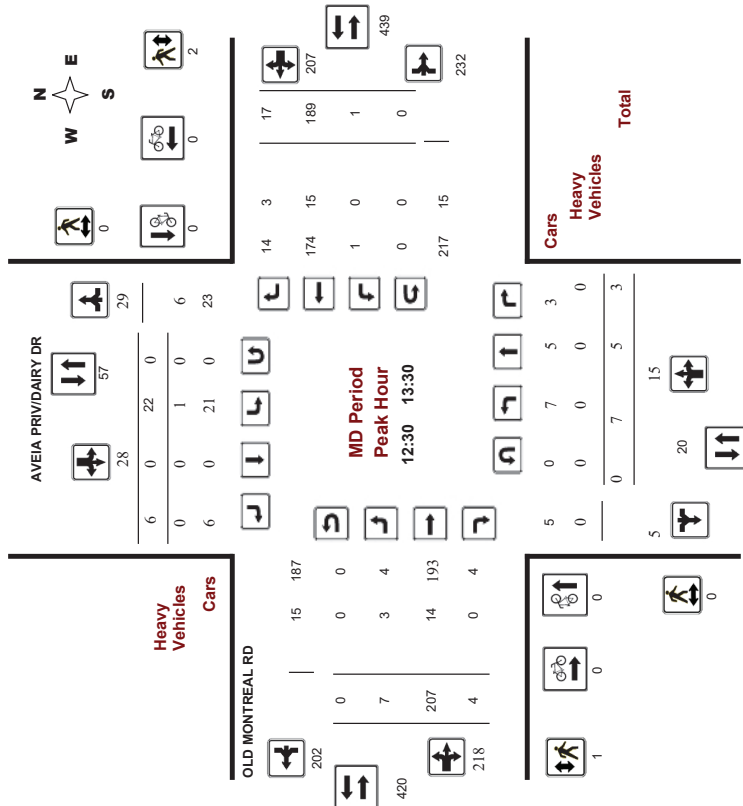 439
207
232
2
N
E
S
W
0
0
0
17 189 1 0
3 15 0 0 15
14 174 1 0 217
Cars
Heavy
Vehicles
Total
AVEIA PRIV/DAIRY DR
57
28
29
6 0 22 0
0 0 1 0 6
6 0 21 0 23
Heavy
Vehicles
Cars
MD Period
Peak Hour
12:30 13:30
5 0 7 5 3
0 0 0 0 0
0 7 5 3
5
20
15
OLD MONTREAL RD
187 0 4 193 4
15 0 3 14 0
0 7 207 4
202
420
218
0
0
0
1